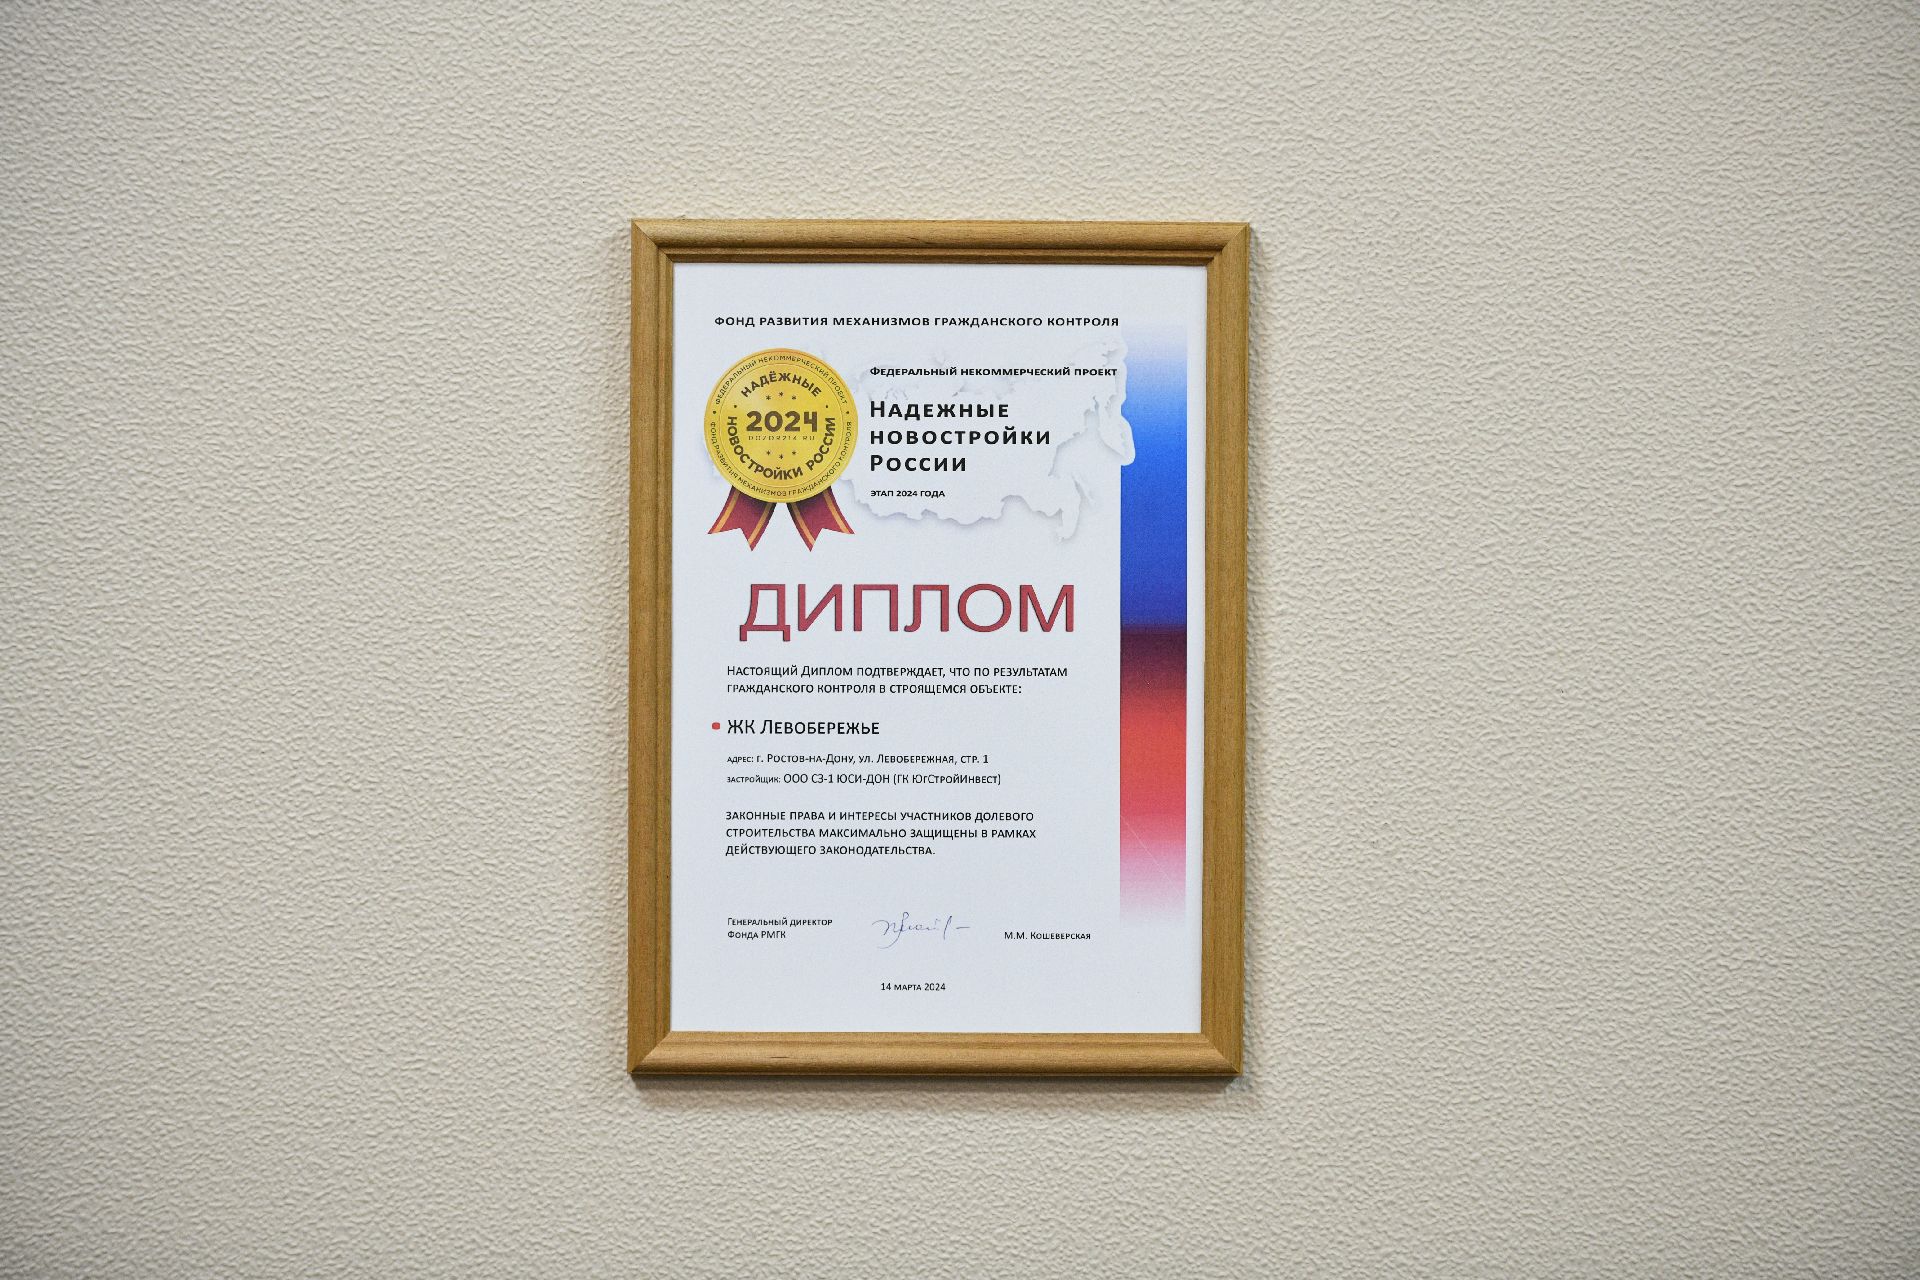 ФОНД РАЗВИТИЯ МЕХАНИЗМОВ ГРАЖДАНСКОГО КОНТРОЛЯ
ФЕДЕРАЛЬНЫЙ НЕКОММЕРЧЕСКИЙ ПРОЕКТ
НАДЁЖНЫЕ
2024
DOZOR214.RU
НОВОСТРОЙКИ РОССИИ
ФОНД РАЗВИТИЯ МЕХАНИЗМОВ ГРАЖДАНСКОГО КОНТРОЛЯ
ФЕДЕРАЛЬНЫЙ НЕКОММЕРЧЕСКИЙ ПРОЕКТ
НАДЕЖНЫЕ
НОВОСТРОЙКИ
РОССИИ
ЭТАП 2024 ГОДА
ДИПЛОМ
НАСТОЯЩИЙ ДИПЛОМ ПОДТВЕРЖДАЕТ, ЧТО ПО РЕЗУЛЬТАТАМ
ГРАЖДАНСКОГО КОНТРОЛЯ В СТРОЯЩЕМСЯ ОБЪЕКТЕ:
ЖК ЛЕВОБЕРЕЖЬЕ
АДРЕС: Г. РОСТОВ-НА-ДОНУ, УЛ. ЛЕВОБЕРЕЖНАЯ, СТР. 1
ЗАСТРОЙЩИК: ООО СЗ-1 ЮСИ-ДОН (ГК ЮГСТРОЙИНВЕСТ)
ЗАКОННЫЕ ПРАВА И ИНТЕРЕСЫ УЧАСТНИКОВ ДОЛЕВОГО
СТРОИТЕЛЬСТВА МАКСИМАЛЬНО ЗАЩИЩЕНЫ В РАМКАХ
ДЕЙСТВУЮЩЕГО ЗАКОНОДАТЕЛЬСТВА.
ГЕНЕРАЛЬНЫЙ ДИРЕКТОР
ФОНДА РМГК
М.М. КОШЕВЕРСКАЯ
14 МАРТА 2024